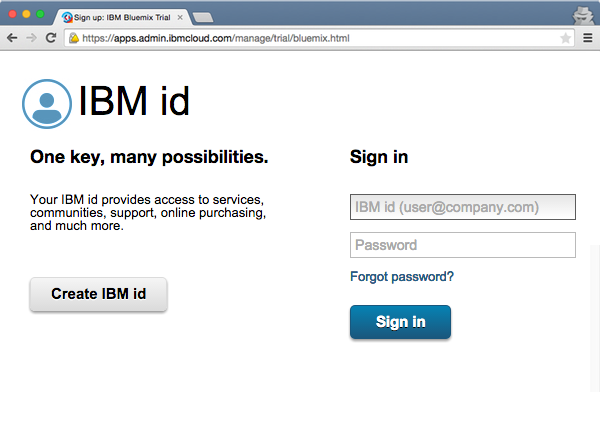 Sign up: IBM Bluemix Trial
https://apps.admin.ibmcloud.com/manage/trial/bluemix.html
IBM id
One key, many possibilities.
Your IBM id provides access to services,
communities, support, online purchasing,
and much more.
Create IBM id
Sign in
IBM id (user@company.com)
Password
Forgot password?
Sign in